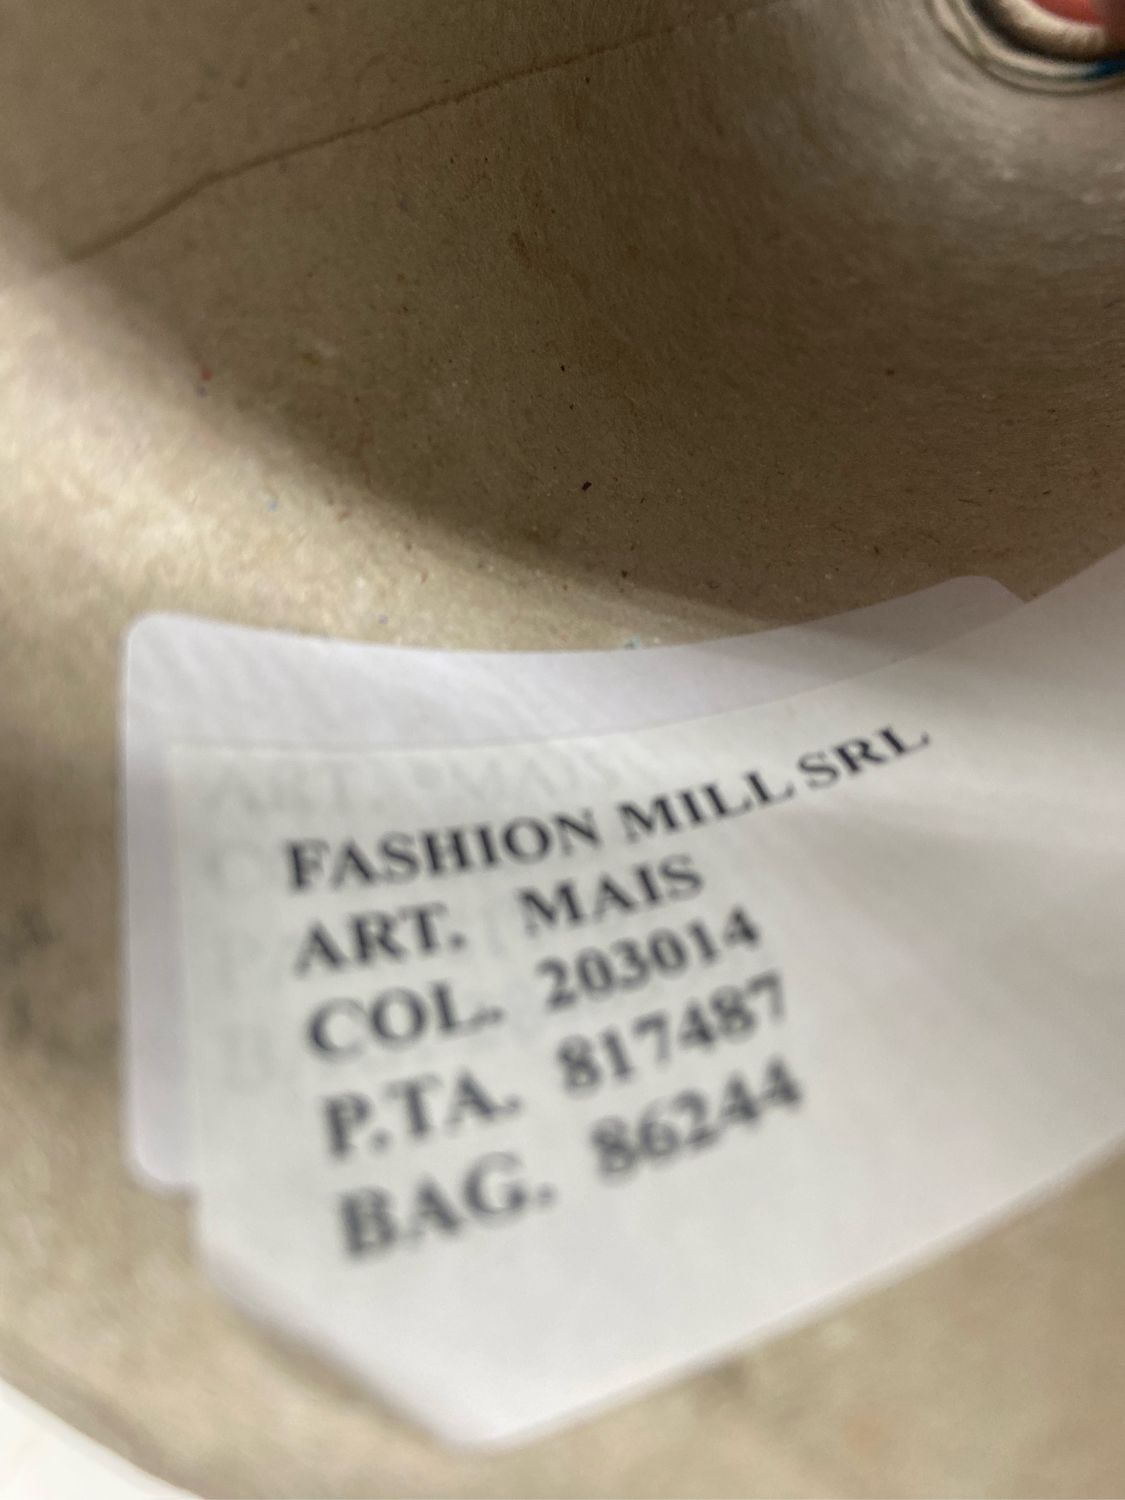 FASHION MILL SRL
ART. MAIS
COL. 203014
P.TA. 817487
BAG. 86244